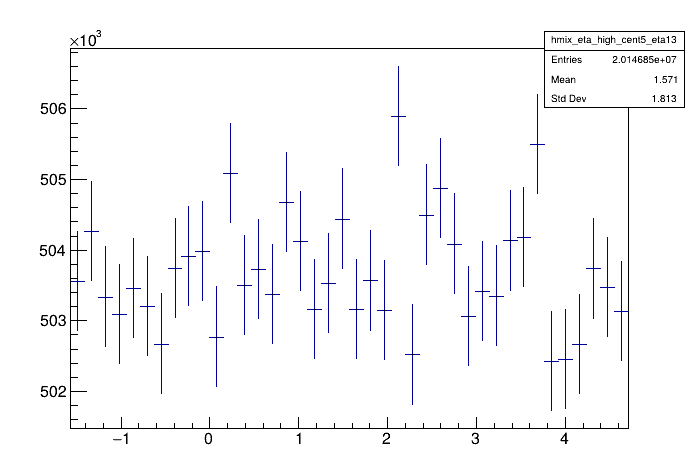 ×10³
hmix_eta_high_cent5_eta13
Entries 2.014685e+07
Mean 1.571
Std Dev 1.813
506
505
504
503
502
−1 0 1 2 3 4